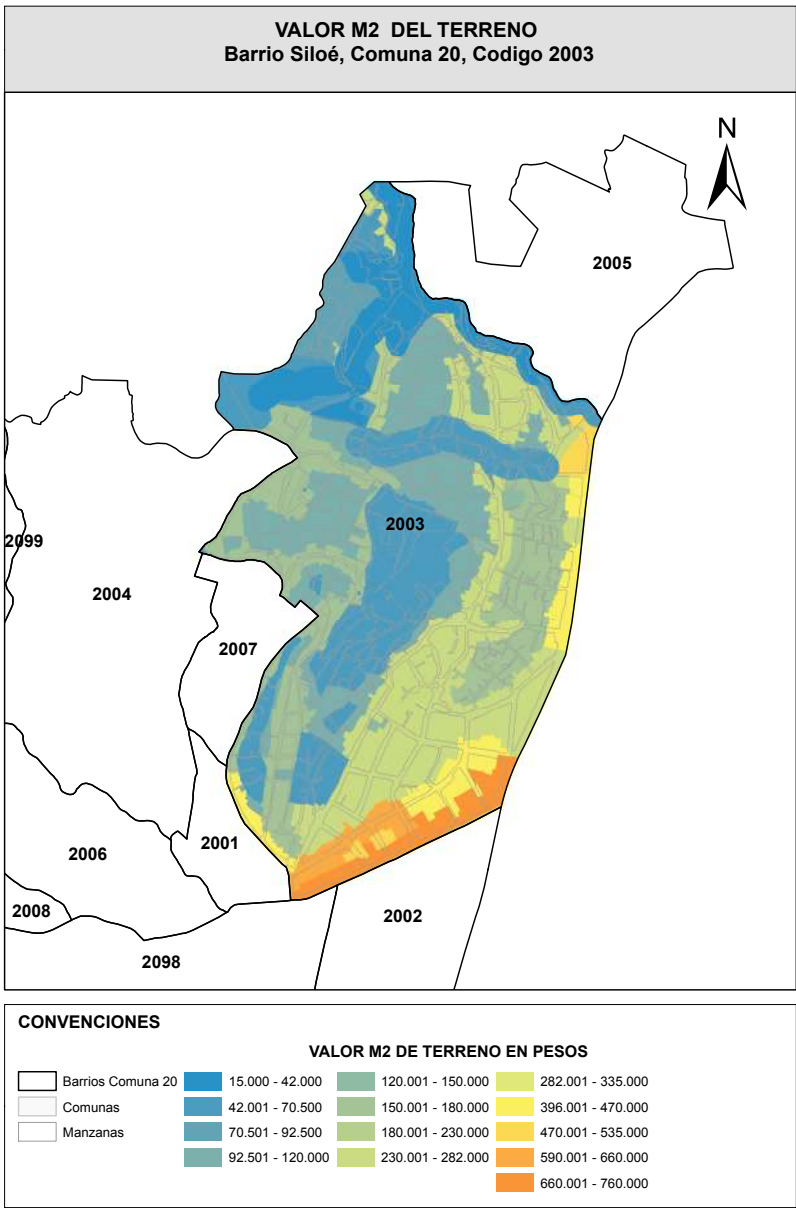 VALOR M2 DEL TERRENO
Barrio Siloé, Comuna 20, Codigo 2003
N
2005
2003
2099
2004
2007
2001
2006
2008
2002
2098
CONVENCIONES
VALOR M2 DE TERRENO EN PESOS
Barrios Comuna 20
Comunas
Manzanas
15.000 - 42.000
42.001 - 70.500
70.501 - 92.500
92.501 - 120.000
120.001 - 150.000
150.001 - 180.000
180.001 - 230.000
230.001 - 282.000
282.001 - 335.000
396.001 - 470.000
470.001 - 535.000
590.001 - 660.000
660.001 - 760.000